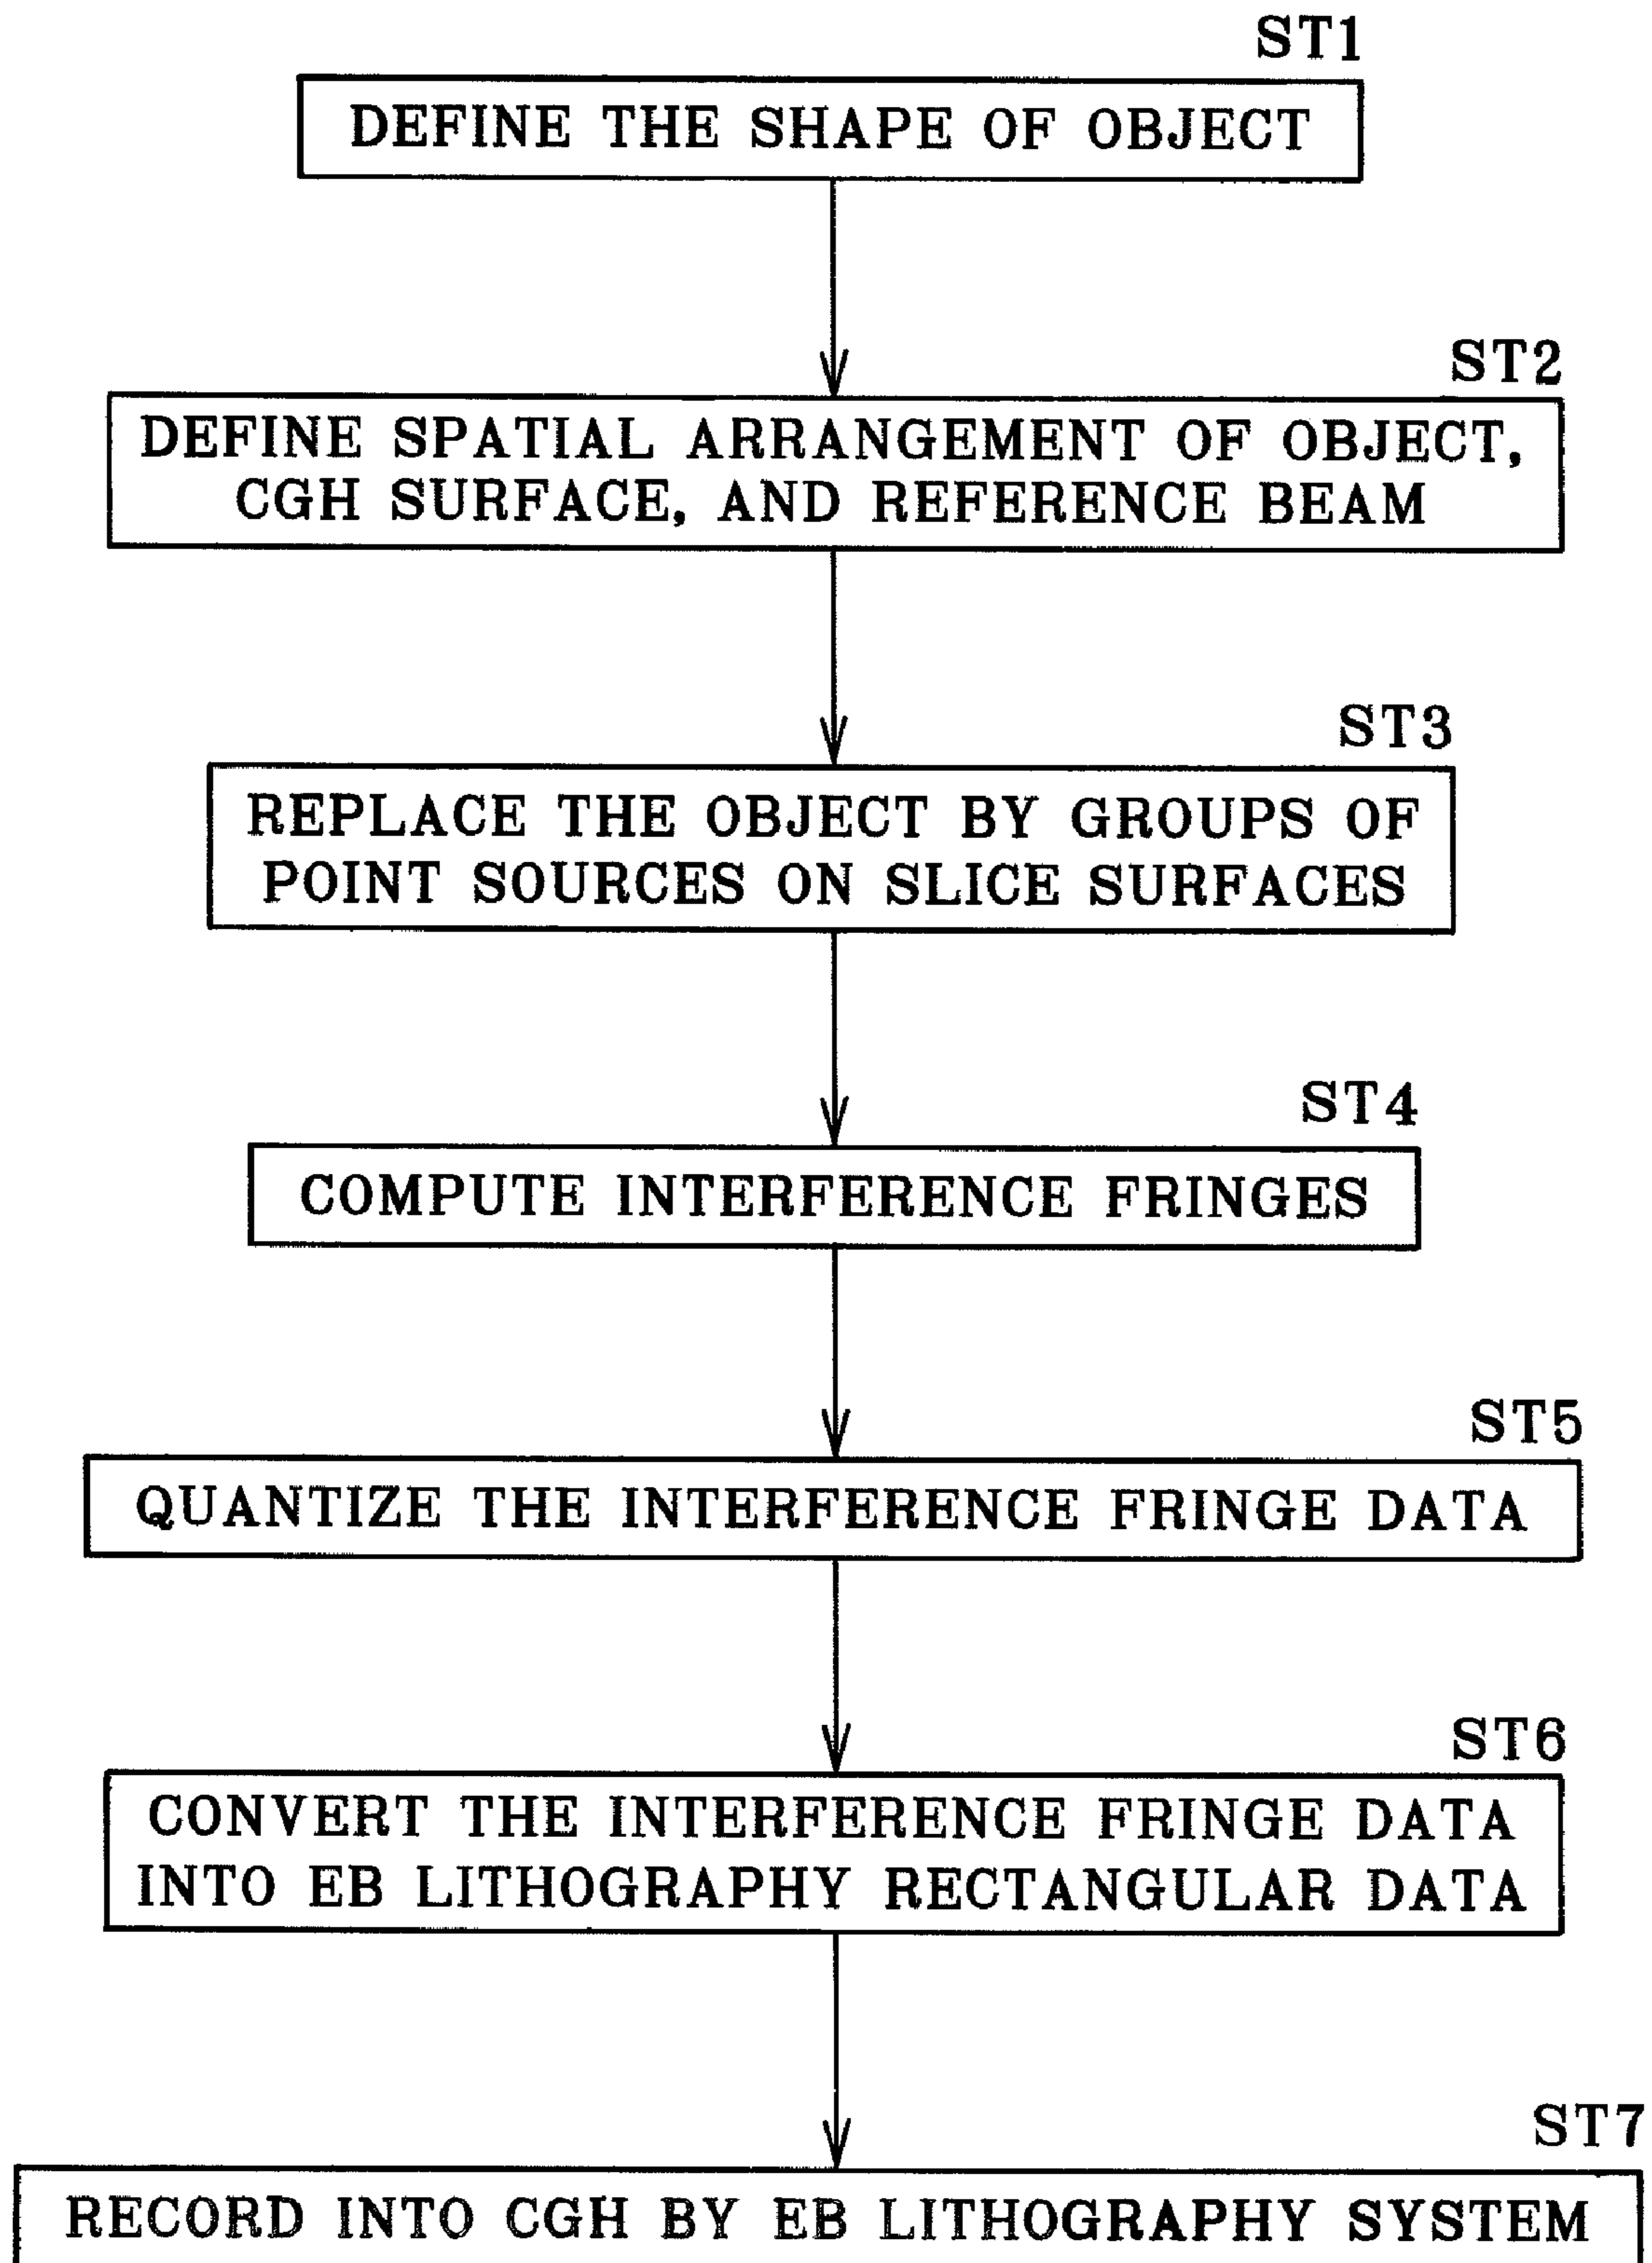 ST1
DEFINE THE SHAPE OF OBJECT
ST2
DEFINE SPATIAL ARRANGEMENT OF OBJECT,
CGH SURFACE, AND REFERENCE BEAM
ST3
REPLACE THE OBJECT BY GROUPS OF
POINT SOURCES ON SLICE SURFACES
ST4
COMPUTE INTERFERENCE FRINGES
ST5
QUANTIZE THE INTERFERENCE FRINGE DATA
ST6
CONVERT THE INTERFERENCE FRINGE DATA
INTO EB LITHOGRAPHY RECTANGULAR DATA
ST7
RECORD INTO CGH BY EB LITHOGRAPHY SYSTEM